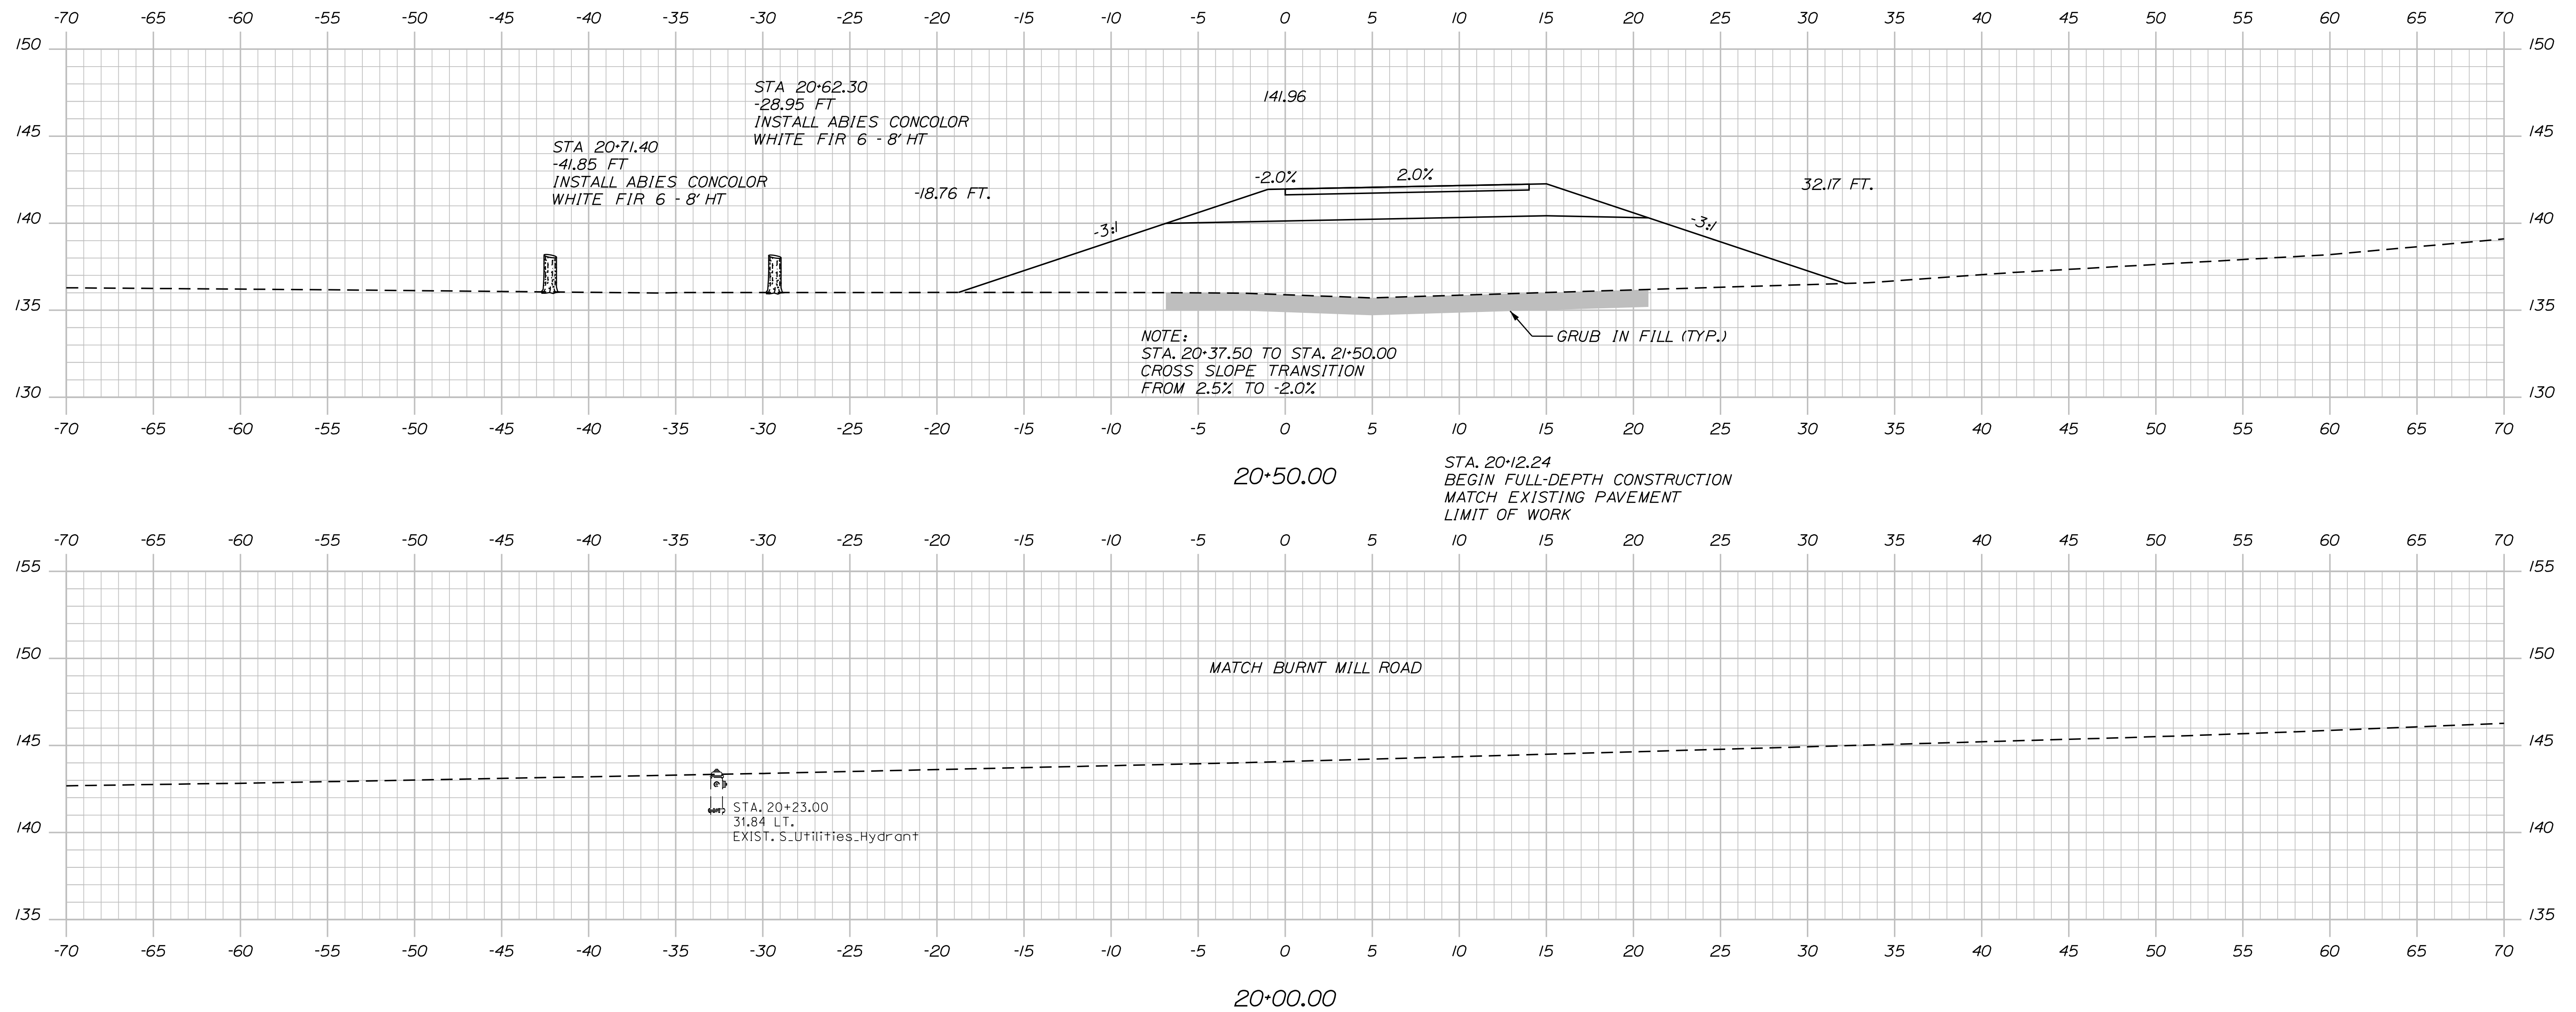 -70 -65 -60 -55 -50 -45 -40 -35 -30 -25 -20 -15 -10 -5 0 5 10 15 20 25 30 35 40 45 50 55 60 65 70
150 150
STA 20+62.30
-28.95 FT
INSTALL ABIES CONCOLOR
WHITE FIR 6 - 8' HT
141.96
145 145
STA 20+71.40
-41.85 FT
INSTALL ABIES CONCOLOR
WHITE FIR 6 - 8' HT
-18.76 FT.
-2.0% 2.0%
32.17 FT.
140 140
-3:1 -3:1
135 135
NOTE:
STA. 20+37.50 TO STA. 21+50.00
CROSS SLOPE TRANSITION
FROM 2.5% TO -2.0%
GRUB IN FILL (TYP.)
130 130
-70 -65 -60 -55 -50 -45 -40 -35 -30 -25 -20 -15 -10 -5 0 5 10 15 20 25 30 35 40 45 50 55 60 65 70
20+50.00
STA. 20+12.24
BEGIN FULL-DEPTH CONSTRUCTION
MATCH EXISTING PAVEMENT
LIMIT OF WORK
-70 -65 -60 -55 -50 -45 -40 -35 -30 -25 -20 -15 -10 -5 0 5 10 15 20 25 30 35 40 45 50 55 60 65 70
155 155
150 150
MATCH BURNT MILL ROAD
145 145
STA. 20+23.00
31.84 LT.
EXIST. S_Utilities_Hydrant
140 140
135 135
-70 -65 -60 -55 -50 -45 -40 -35 -30 -25 -20 -15 -10 -5 0 5 10 15 20 25 30 35 40 45 50 55 60 65 70
20+00.00